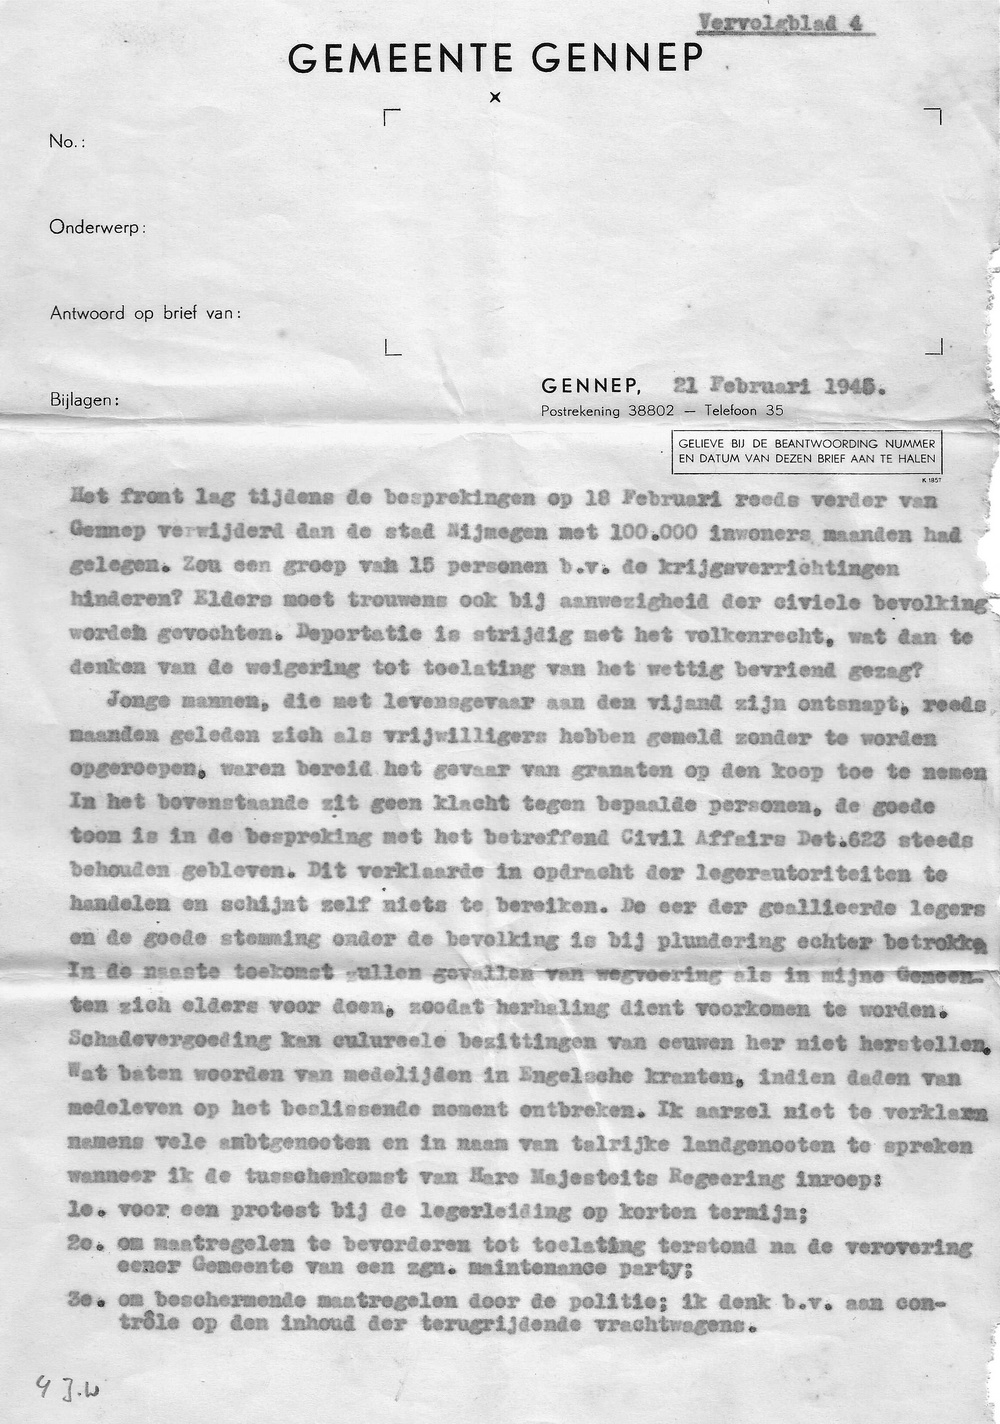 Vervolgblad 4
GEMEENTE GENNEP
x
No.:
Onderwerp:
Antwoord op brief van:
Bijlagen:
GENNEP, 21 Februari 1945.
Postrekening 38802 — Telefoon 35
GELIEVE BIJ DE BEANTWOORDING NUMMER
EN DATUM VAN DEZEN BRIEF AAN TE HALEN
K 1857
Het front lag tijdens de besprekingen op 18 Februari reeds verder van
Gennep verwijderd dan de stad Nijmegen met 100.000 inwoners maanden had
gelegen. Zou een groep van 15 personen b.v. de krijgsverrichtingen
hinderen? Elders moet trouwens ook bij aanwezigheid der civiele bevolking
worden gevochten. Deportatie is strijdig met het volkenrecht, wat dan te
denken van de weigering tot toelating van het wettig bevriend gezag?
Jonge mannen, die met levensgevaar aan den vijand zijn ontsnapt, reeds
maanden geleden zich als vrijwilligers hebben gemeld zonder te worden
opgeroepen, waren bereid het gevaar van granaten op den koop toe te nemen
In het bovenstaande zit geen klacht tegen bepaalde personen, de goede
toon is in de bespreking met het betreffend Civil Affairs Det.623 steeds
behouden gebleven. Dit verklaarde in opdracht der legerautoriteiten te
handelen en schijnt zelf niets te bereiken. De eer der geallieerde legers
en de goede stemming onder de bevolking is bij plundering echter betrokke
In de naaste toekomst zullen gevallen van wegvoering als in mijne Gemeen-
ten zich elders voor doen, zoodat herhaling dient voorkomen te worden.
Schadevergoeding kan cultureele bezittingen van eeuwen her niet herstellen.
Wat baten woorden van medelijden in Engelsche kranten, indien daden van
medeleven op het beslissende moment ontbreken. Ik aarzel niet te verklaren
namens vele ambtgenooten en in naam van talrijke landgenooten te spreken
wanneer ik de tusschenkomst van Hare Majesteits Regeering inroep:
1e. voor een protest bij de legerleiding op korten termijn;
2e. om maatregelen te bevorderen tot toelating terstond na de verovering
eener Gemeente van een zgn. maintenance party;
3e. om beschermende maatregelen door de politie; ik denk b.v. aan con-
trôle op den inhoud der terugrijdende vrachtwagens.
4 J.W